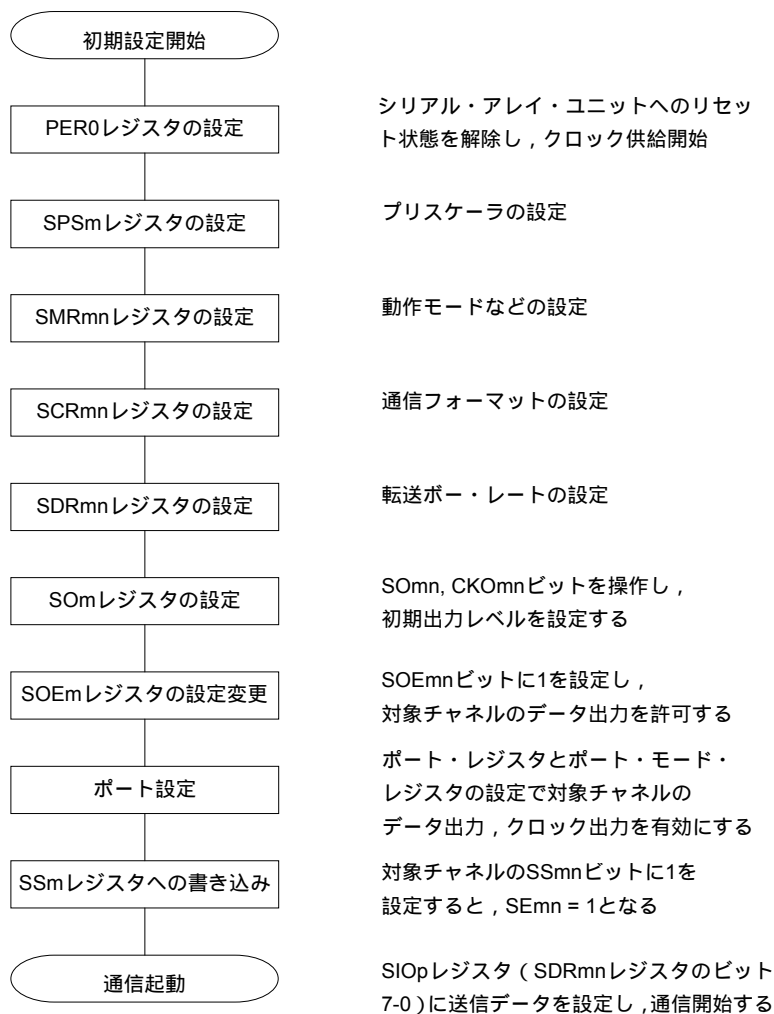 初期設定開始
PER0レジスタの設定
シリアル・アレイ・ユニットへのリセッ
ト状態を解除し，クロック供給開始
SPSmレジスタの設定
プリスケーラの設定
SMRmnレジスタの設定
動作モードなどの設定
SCRmnレジスタの設定
通信フォーマットの設定
SDRmnレジスタの設定
転送ボー・レートの設定
SOmレジスタの設定
SOmn, CKOmnビットを操作し，
初期出力レベルを設定する
SOEmレジスタの設定変更
SOEmnビットに1を設定し，
対象チャネルのデータ出力を許可する
ポート設定
ポート・レジスタとポート・モード・
レジスタの設定で対象チャネルの
データ出力，クロック出力を有効にする
SSmレジスタへの書き込み
対象チャネルのSSmnビットに1を
設定すると，SEmn = 1となる
通信起動
SIOpレジスタ（SDRmnレジスタのビット
7-0）に送信データを設定し，通信開始する